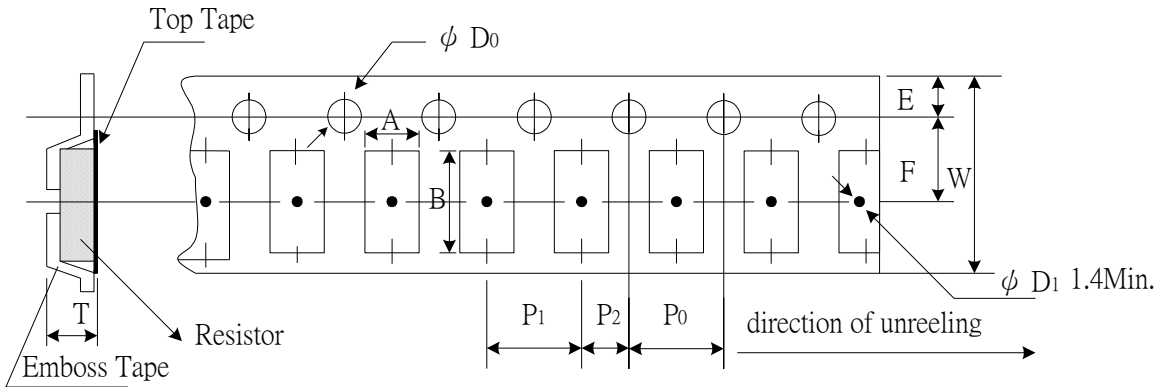 Top Tape
ϕ D0
E
A
F
W
B
ϕ D1 1.4Min.
T
P1
P2
P0
Resistor
direction of unreeling
Emboss Tape